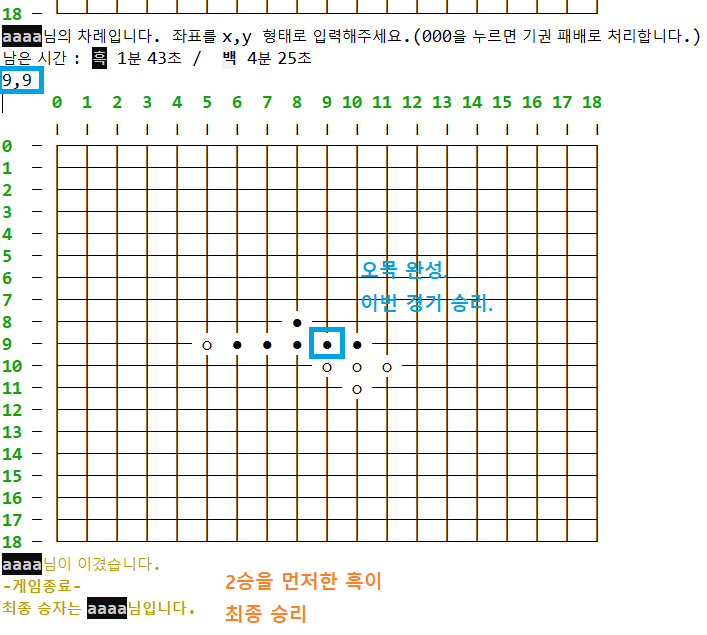 18
aaaa님의 차례입니다. 좌표를 x,y 형태로 입력해주세요.(000을 누르면 기권 패배로 처리합니다.)
남은 시간 : 흑 1분 43초 / 백 4분 25초
9,9
0 1 2 3 4 5 6 7 8 9 10 11 12 13 14 15 16 17 18
0
1
2
3
4
5
오목 완성.
6
7
이번 경기 승리.
8
9
10
11
12
13
14
15
16
17
18
aaaa님이 이겼습니다.
-게임종료-
최종 승자는 aaaa님입니다.
2승을 먼저한 흑이
최종 승리